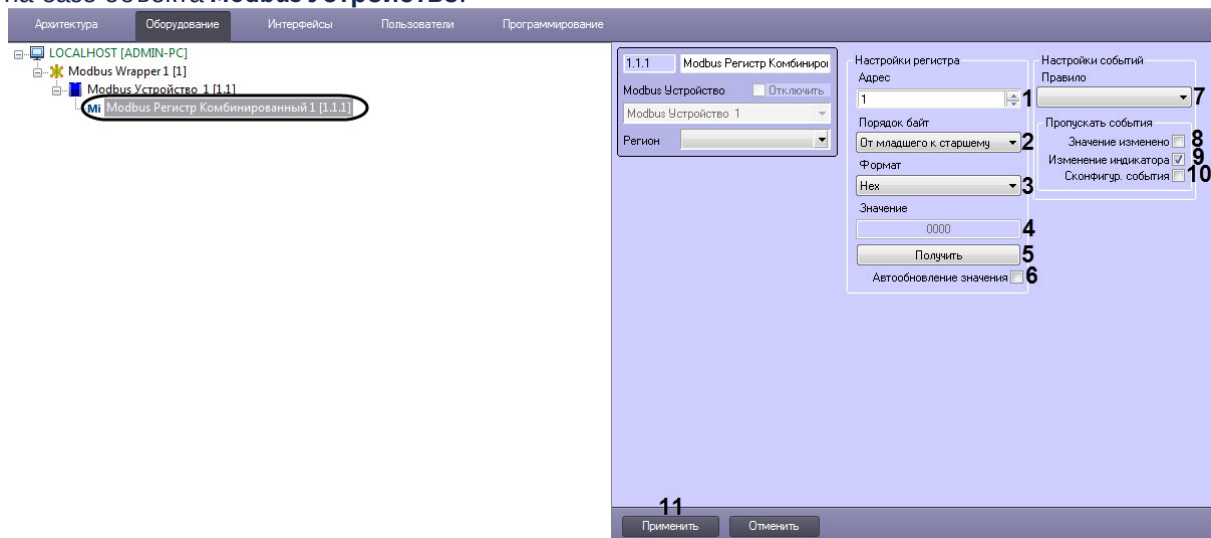 на базе объекта Modbus Устройство.
Архитектура Оборудование Интерфейсы Пользователи Программирование
LOCALHOST [ADMIN-PC]
Modbus Wrapper 1 [1]
Modbus Устройство 1 [1.1]
Mi Modbus Регистр Комбинированный 1 [1.1.1]
1.1.1 Modbus Регистр Комбиниро
Modbus Устройство Отключить
Modbus Устройство 1
Регион
Настройки регистра
Адрес
1 1
Порядок байт
От младшего к старшему 2
Формат
Hex 3
Значение
0000 4
Получить 5
Автообновление значения 6
Настройки событий
Правило
7
Пропускать события
Значение изменено 8
Изменение индикатора 9
Сконфигур. события 10
11
Применить Отменить